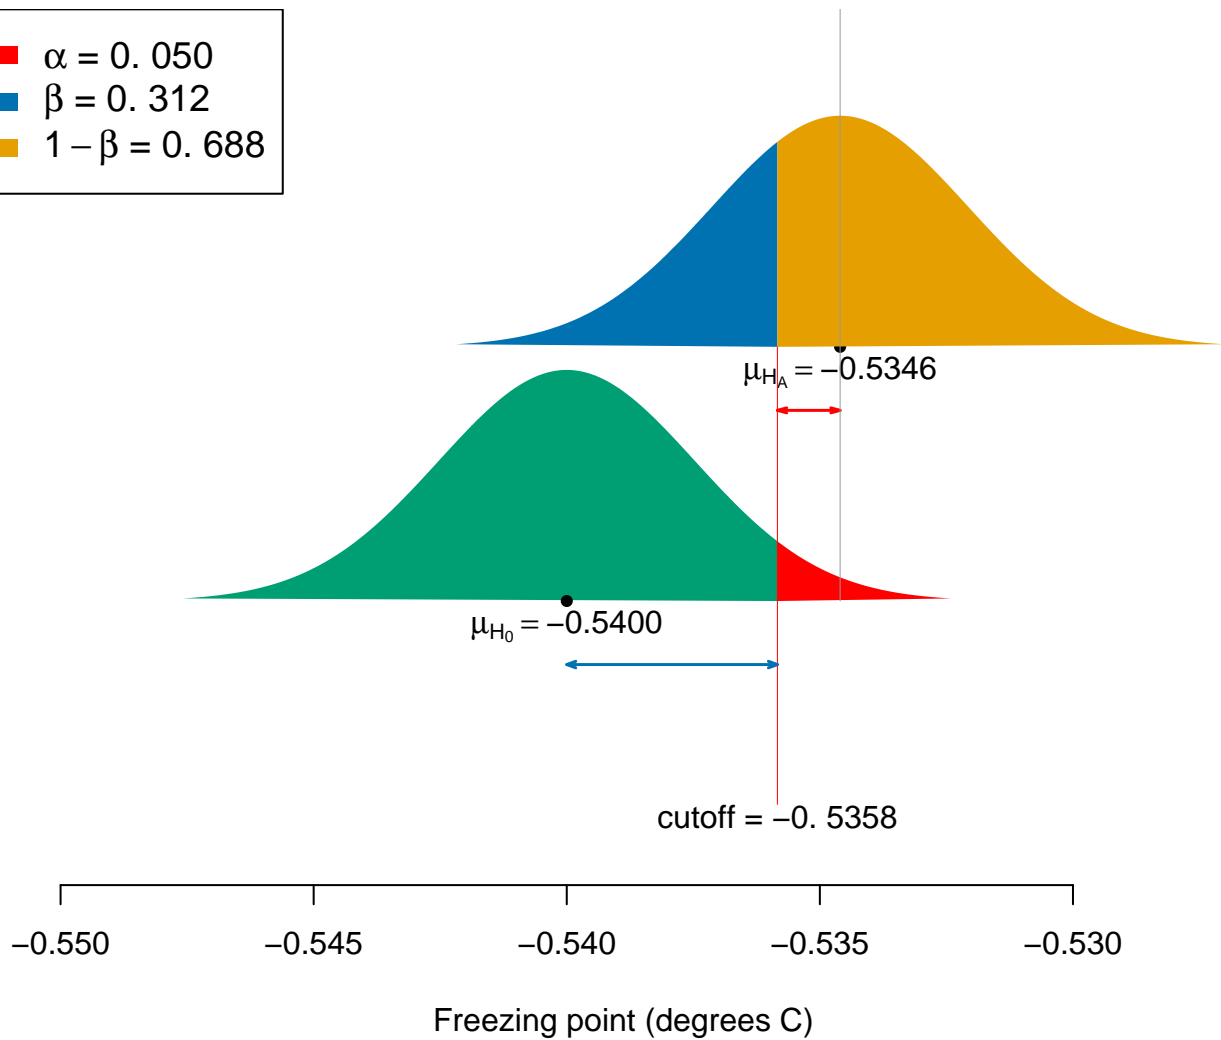 α = 0. 050
β = 0. 312
1 − β = 0. 688
μHA = −0.5346
μH0 = −0.5400
cutoff = −0. 5358
−0.550 −0.545 −0.540 −0.535 −0.530
Freezing point (degrees C)